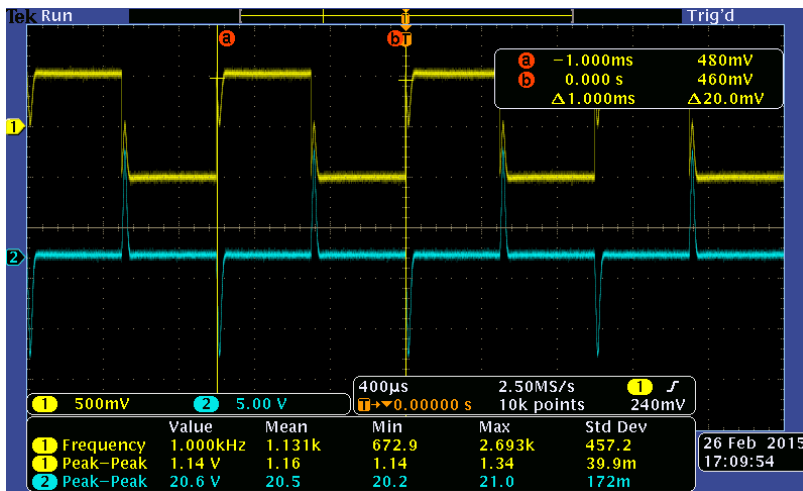 Tek Run Trig'd
a b T
a −1.000ms 480mV
b 0.000 s 460mV
Δ1.000ms Δ20.0mV
1
2
400µs 2.50MS/s 1 ∫
1 500mV 2 5.00 V T→▼0.00000 s 10k points 240mV
Value Mean Min Max Std Dev
1 Frequency 1.000kHz 1.131k 672.9 2.693k 457.2
1 Peak−Peak 1.14 V 1.16 1.14 1.34 39.9m
2 Peak−Peak 20.6 V 20.5 20.2 21.0 172m
26 Feb 2015
17:09:54